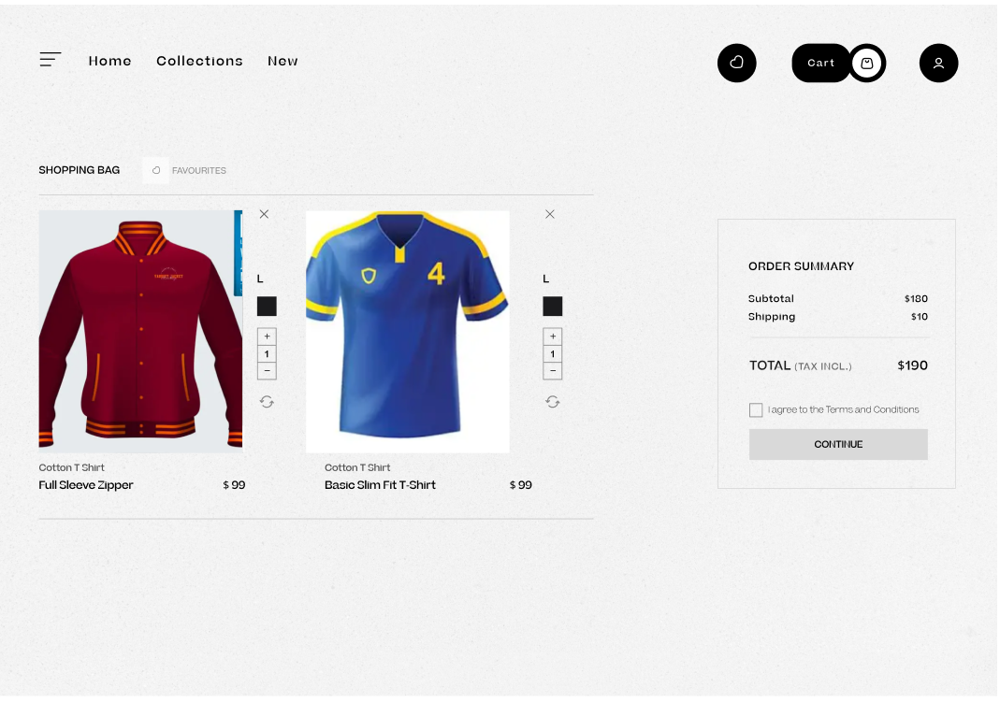 Home Collections New
Cart
SHOPPING BAG FAVOURITES
L
+
1
−
4
L
+
1
−
Cotton T Shirt
Full Sleeve Zipper $ 99
Cotton T Shirt
Basic Slim Fit T-Shirt $ 99
ORDER SUMMARY
Subtotal $180
Shipping $10
TOTAL (TAX INCL.) $190
I agree to the Terms and Conditions
CONTINUE